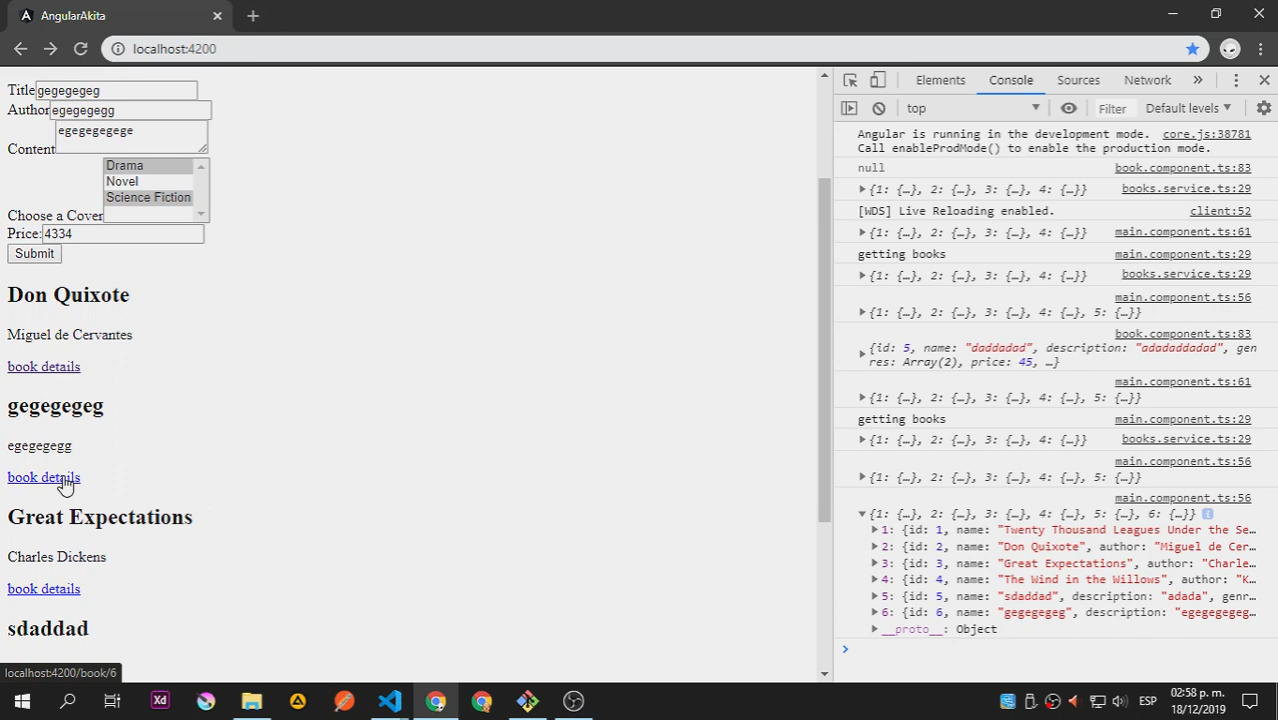 AngularAkita
localhost:4200
Title gegegegeg
Author egegegegg
Content egegegegege
Drama
Novel
Science Fiction
Choose a Cover
Price: 4334
Submit
Don Quixote
Miguel de Cervantes
book details
gegegegeg
egegegegg
book details
Great Expectations
Charles Dickens
book details
sdaddad
localhost:4200/book/6
Elements Console Sources Network »
top Filter Default levels
Angular is running in the development mode. core.js:38781
Call enableProdMode() to enable the production mode.
null book.component.ts:83
{1: {…}, 2: {…}, 3: {…}, 4: {…}} books.service.ts:29
[WDS] Live Reloading enabled. client:52
{1: {…}, 2: {…}, 3: {…}, 4: {…}} main.component.ts:61
getting books main.component.ts:29
{1: {…}, 2: {…}, 3: {…}, 4: {…}} books.service.ts:29
main.component.ts:56
{1: {…}, 2: {…}, 3: {…}, 4: {…}, 5: {…}}
book.component.ts:83
{id: 5, name: "daddadad", description: "adadaddadad", gen
res: Array(2), price: 45, …}
main.component.ts:61
{1: {…}, 2: {…}, 3: {…}, 4: {…}, 5: {…}}
getting books main.component.ts:29
{1: {…}, 2: {…}, 3: {…}, 4: {…}} books.service.ts:29
main.component.ts:56
{1: {…}, 2: {…}, 3: {…}, 4: {…}, 5: {…}}
main.component.ts:56
{1: {…}, 2: {…}, 3: {…}, 4: {…}, 5: {…}, 6: {…}}
1: {id: 1, name: "Twenty Thousand Leagues Under the Se…
2: {id: 2, name: "Don Quixote", author: "Miguel de Cer…
3: {id: 3, name: "Great Expectations", author: "Charle…
4: {id: 4, name: "The Wind in the Willows", author: "K…
5: {id: 5, name: "sdaddad", description: "adada", genr…
6: {id: 6, name: "gegegegeg", description: "egegegegeg…
__proto__: Object
Xd
ESP
02:58 p. m.
18/12/2019